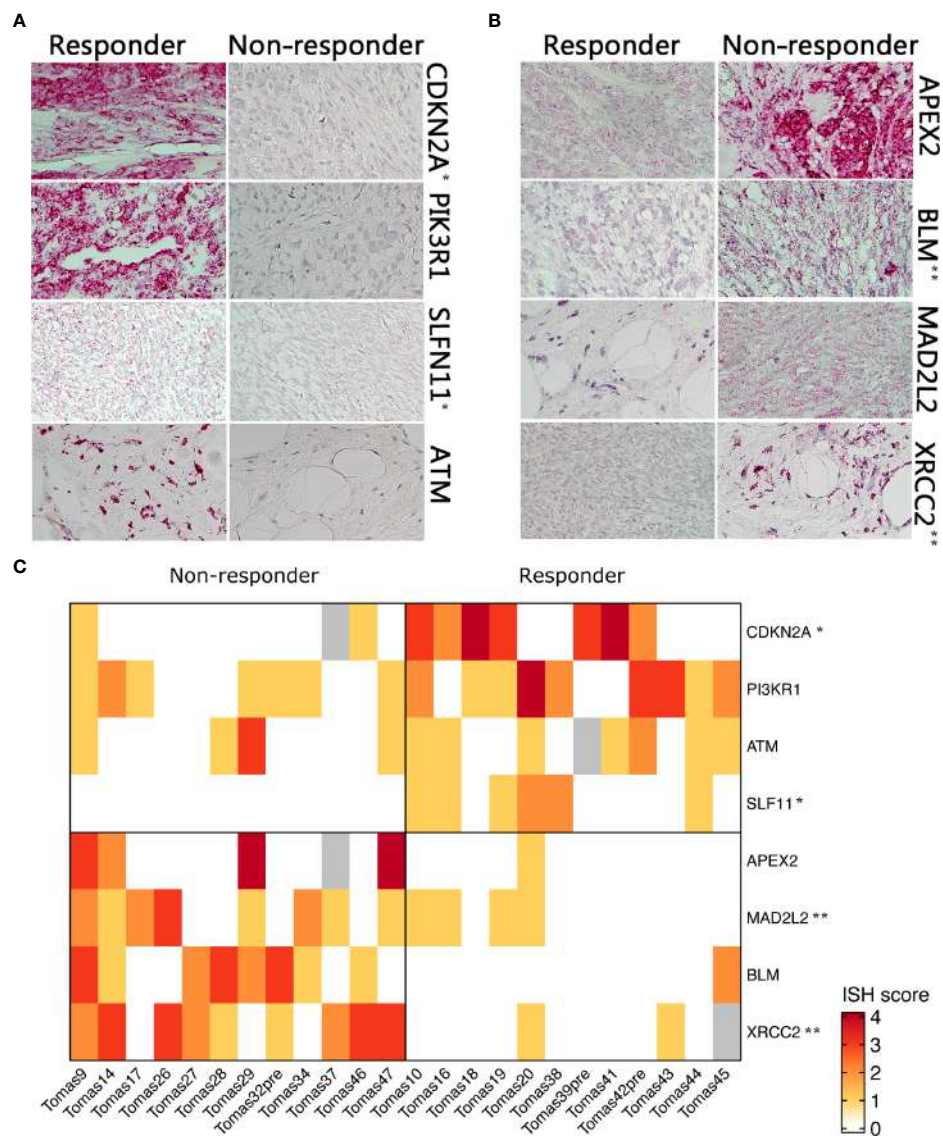 A
B
Responder Non-responder
Responder Non-responder
CDKN2A*
PIK3R1
SLFN11*
ATM
APEX2
BLM**
MAD2L2
XRCC2**
C
Non-responder
Responder
CDKN2A *
PI3KR1
ATM
SLF11 *
APEX2
MAD2L2 **
BLM
XRCC2 **
ISH score
4
3
2
1
0
Tomas9
Tomas14
Tomas17
Tomas26
Tomas27
Tomas28
Tomas29
Tomas32pre
Tomas34
Tomas37
Tomas46
Tomas47
Tomas10
Tomas16
Tomas18
Tomas19
Tomas20
Tomas38
Tomas39pre
Tomas41
Tomas42pre
Tomas43
Tomas44
Tomas45